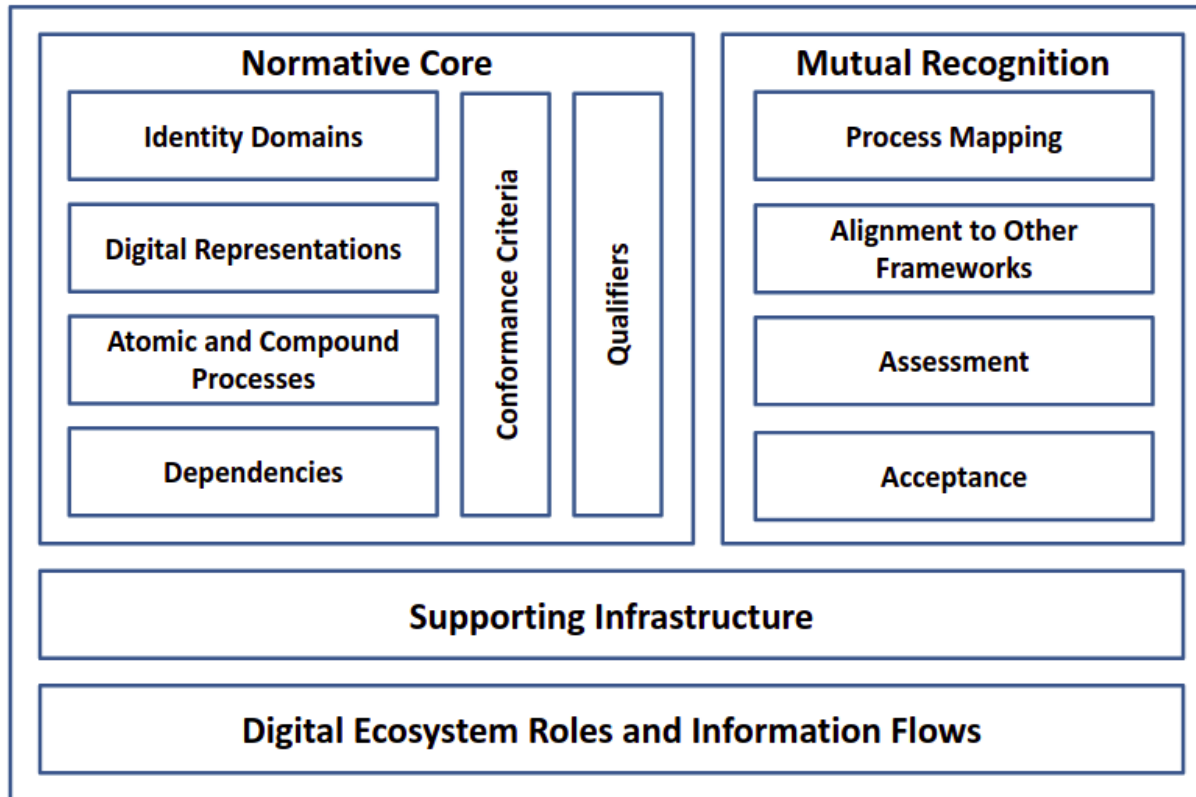 Normative Core
Identity Domains
Digital Representations
Atomic and Compound
Processes
Dependencies
Conformance Criteria
Qualifiers
Mutual Recognition
Process Mapping
Alignment to Other
Frameworks
Assessment
Acceptance
Supporting Infrastructure
Digital Ecosystem Roles and Information Flows